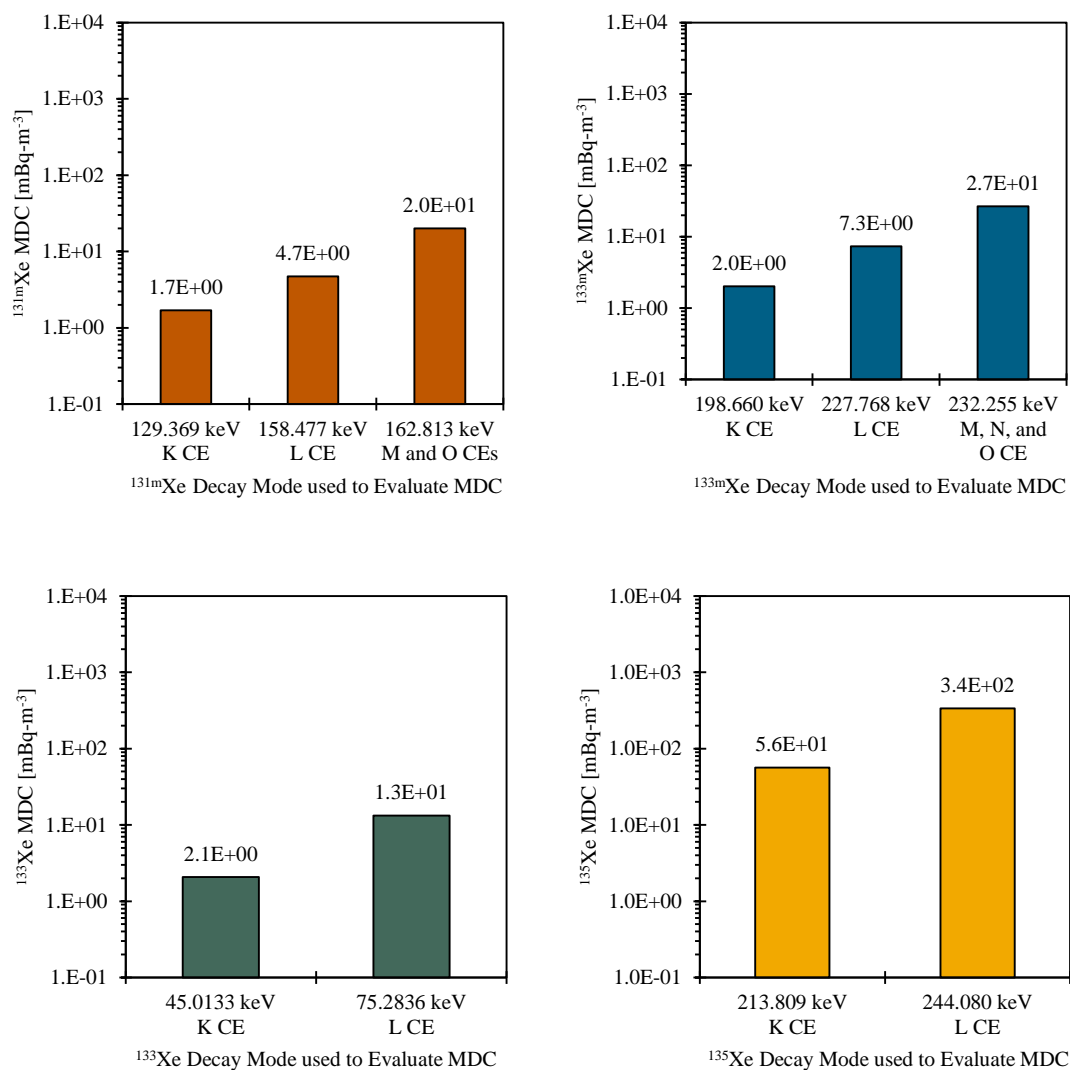 131mXe MDC [mBq-m-3]
1.E+04
1.E+03
1.E+02
1.E+01
1.E+00
1.E-01
1.7E+00
4.7E+00
2.0E+01
129.369 keV
K CE
158.477 keV
L CE
162.813 keV
M and O CEs
131mXe Decay Mode used to Evaluate MDC
133mXe MDC [mBq-m-3]
1.E+04
1.E+03
1.E+02
1.E+01
1.E+00
1.E-01
2.0E+00
7.3E+00
2.7E+01
198.660 keV
K CE
227.768 keV
L CE
232.255 keV
M, N, and
O CE
133mXe Decay Mode used to Evaluate MDC
133Xe MDC [mBq-m-3]
1.E+04
1.E+03
1.E+02
1.E+01
1.E+00
1.E-01
2.1E+00
1.3E+01
45.0133 keV
K CE
75.2836 keV
L CE
133Xe Decay Mode used to Evaluate MDC
135Xe MDC [mBq-m-3]
1.0E+04
1.0E+03
1.0E+02
1.0E+01
1.0E+00
1.0E-01
5.6E+01
3.4E+02
213.809 keV
K CE
244.080 keV
L CE
135Xe Decay Mode used to Evaluate MDC